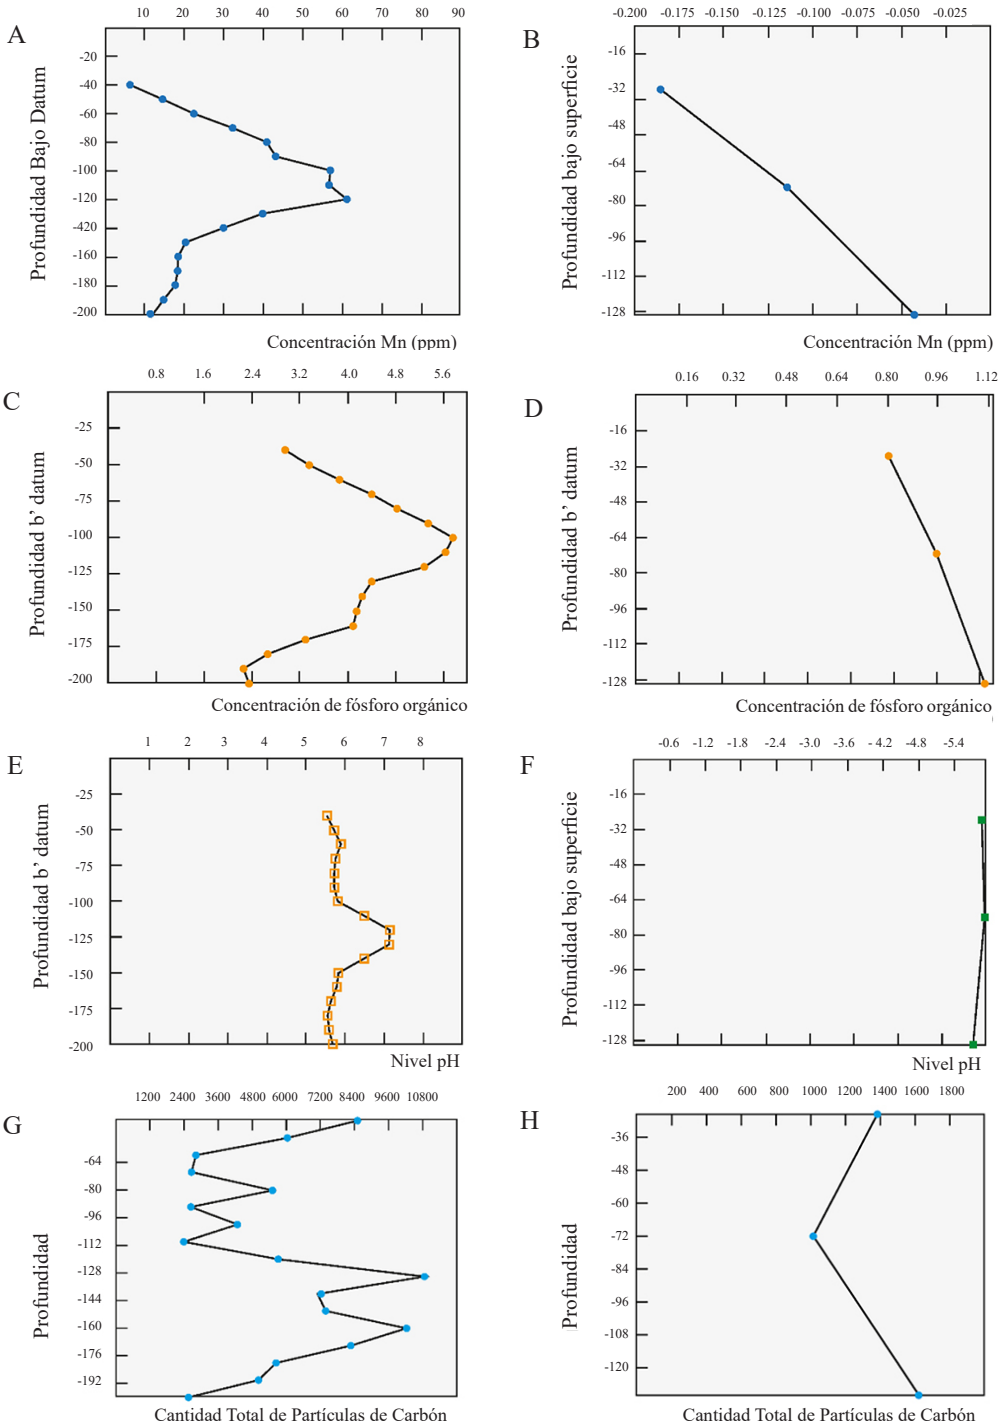 A
10 20 30 40 50 60 70 80 90
Profundidad Bajo Datum
-20
-40
-60
-80
-100
-120
-420
-160
-180
-200
Concentración Mn (ppm)
B
-0.200 -0.175 -0.150 -0.125 -0.100 -0.075 -0.050 -0.025
Profundidad bajo superficie
-16
-32
-48
-64
-80
-96
-112
-128
Concentración Mn (ppm)
C
0.8 1.6 2.4 3.2 4.0 4.8 5.6
Profundidad b’ datum
-25
-50
-75
-100
-125
-150
-175
-200
Concentración de fósforo orgánico
D
0.16 0.32 0.48 0.64 0.80 0.96 1.12
Profundidad b’ datum
-16
-32
-48
-64
-80
-96
-112
-128
Concentración de fósforo orgánico
E
1 2 3 4 5 6 7 8
Profundidad b’ datum
-25
-50
-75
-100
-125
-150
-175
-200
Nivel pH
F
-0.6 -1.2 -1.8 -2.4 -3.0 -3.6 - 4.2 -4.8 -5.4
Profundidad bajo superficie
-16
-32
-48
-64
-80
-96
-112
-128
Nivel pH
G
1200 2400 3600 4800 6000 7200 8400 9600 10800
Profundidad
-64
-80
-96
-112
-128
-144
-160
-176
-192
Cantidad Total de Partículas de Carbón
H
200 400 600 800 1000 1200 1400 1600 1800
Profundidad
-36
-48
-60
-72
-84
-96
-108
-120
Cantidad Total de Partículas de Carbón